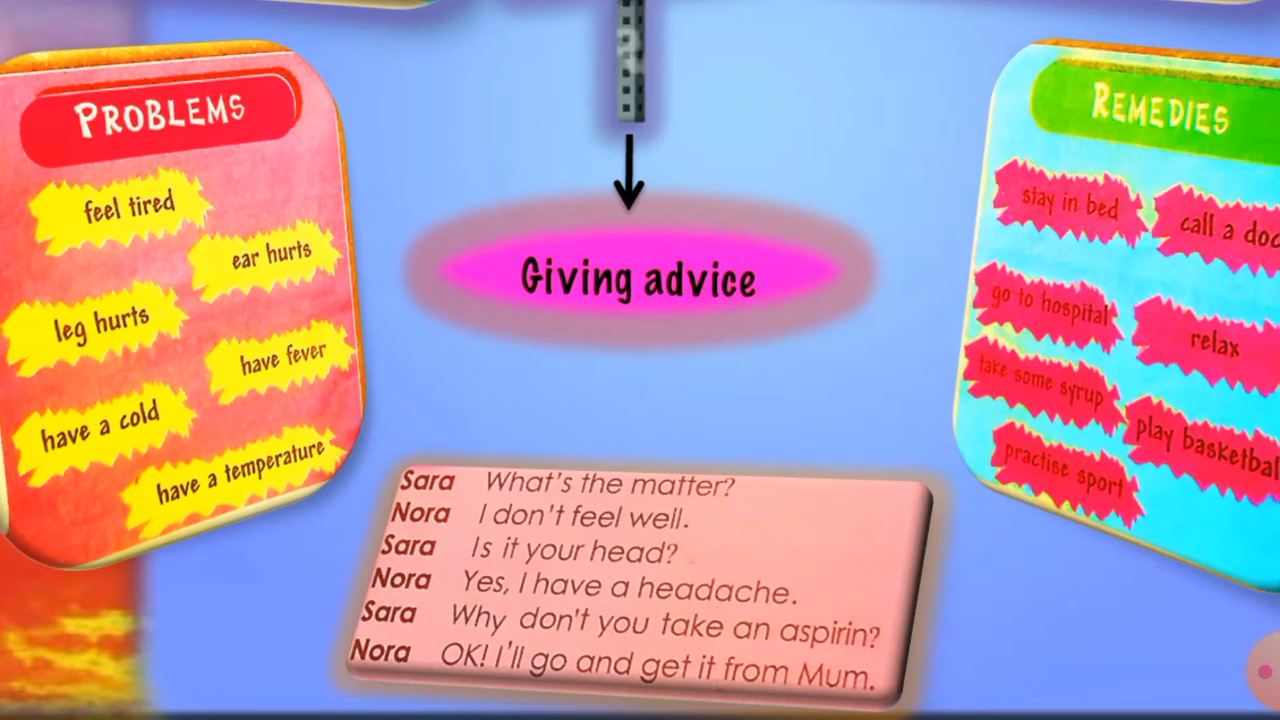 PROBLEMS
feel tired
ear hurts
leg hurts
have fever
have a cold
have a temperature
Giving advice
Sara What's the matter?
Nora I don't feel well.
Sara Is it your head?
Nora Yes, I have a headache.
Sara Why don't you take an aspirin?
Nora OK! I'll go and get it from Mum.
REMEDIES
stay in bed
call a doc
go to hospital
relax
take some syrup
play basketbal
practise sport